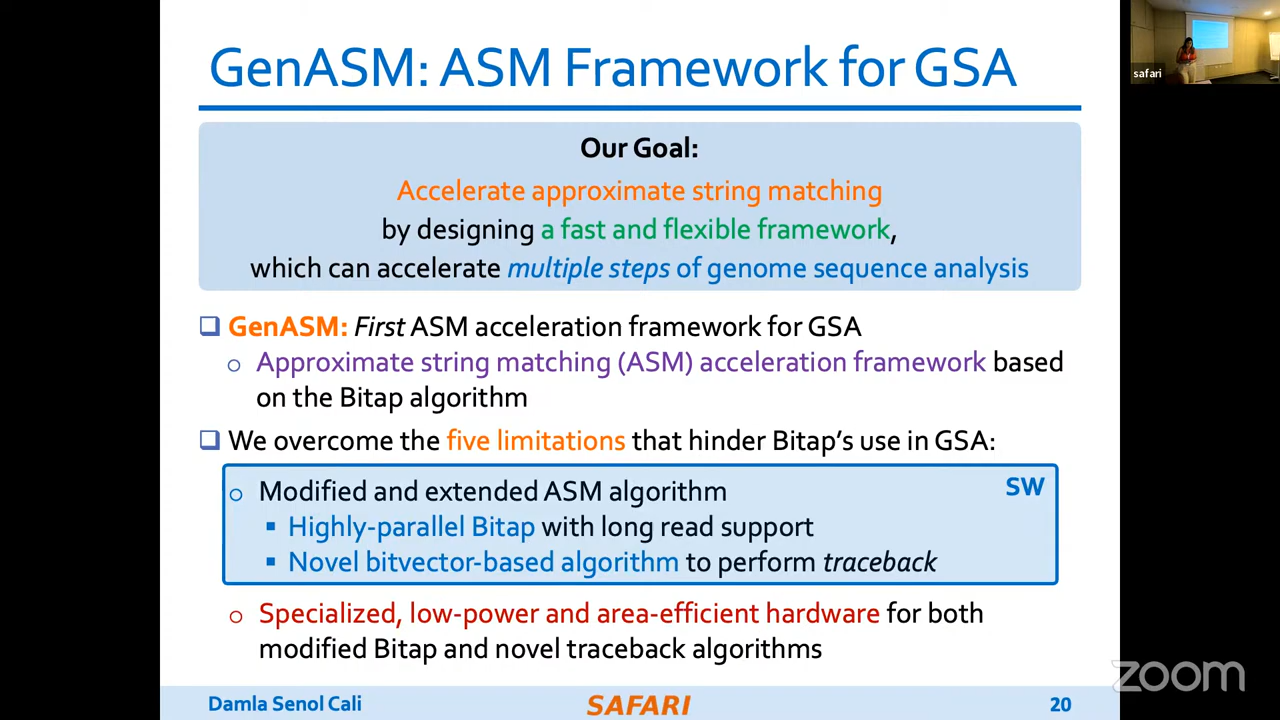 GenASM: ASM Framework for GSA
safari
Our Goal:
Accelerate approximate string matching
by designing a fast and flexible framework,
which can accelerate multiple steps of genome sequence analysis
GenASM: First ASM acceleration framework for GSA
Approximate string matching (ASM) acceleration framework based
on the Bitap algorithm
We overcome the five limitations that hinder Bitap's use in GSA:
Modified and extended ASM algorithm
SW
Highly-parallel Bitap with long read support
Novel bitvector-based algorithm to perform traceback
Specialized, low-power and area-efficient hardware for both
modified Bitap and novel traceback algorithms
Damla Senol Cali
SAFARI
20
zoom